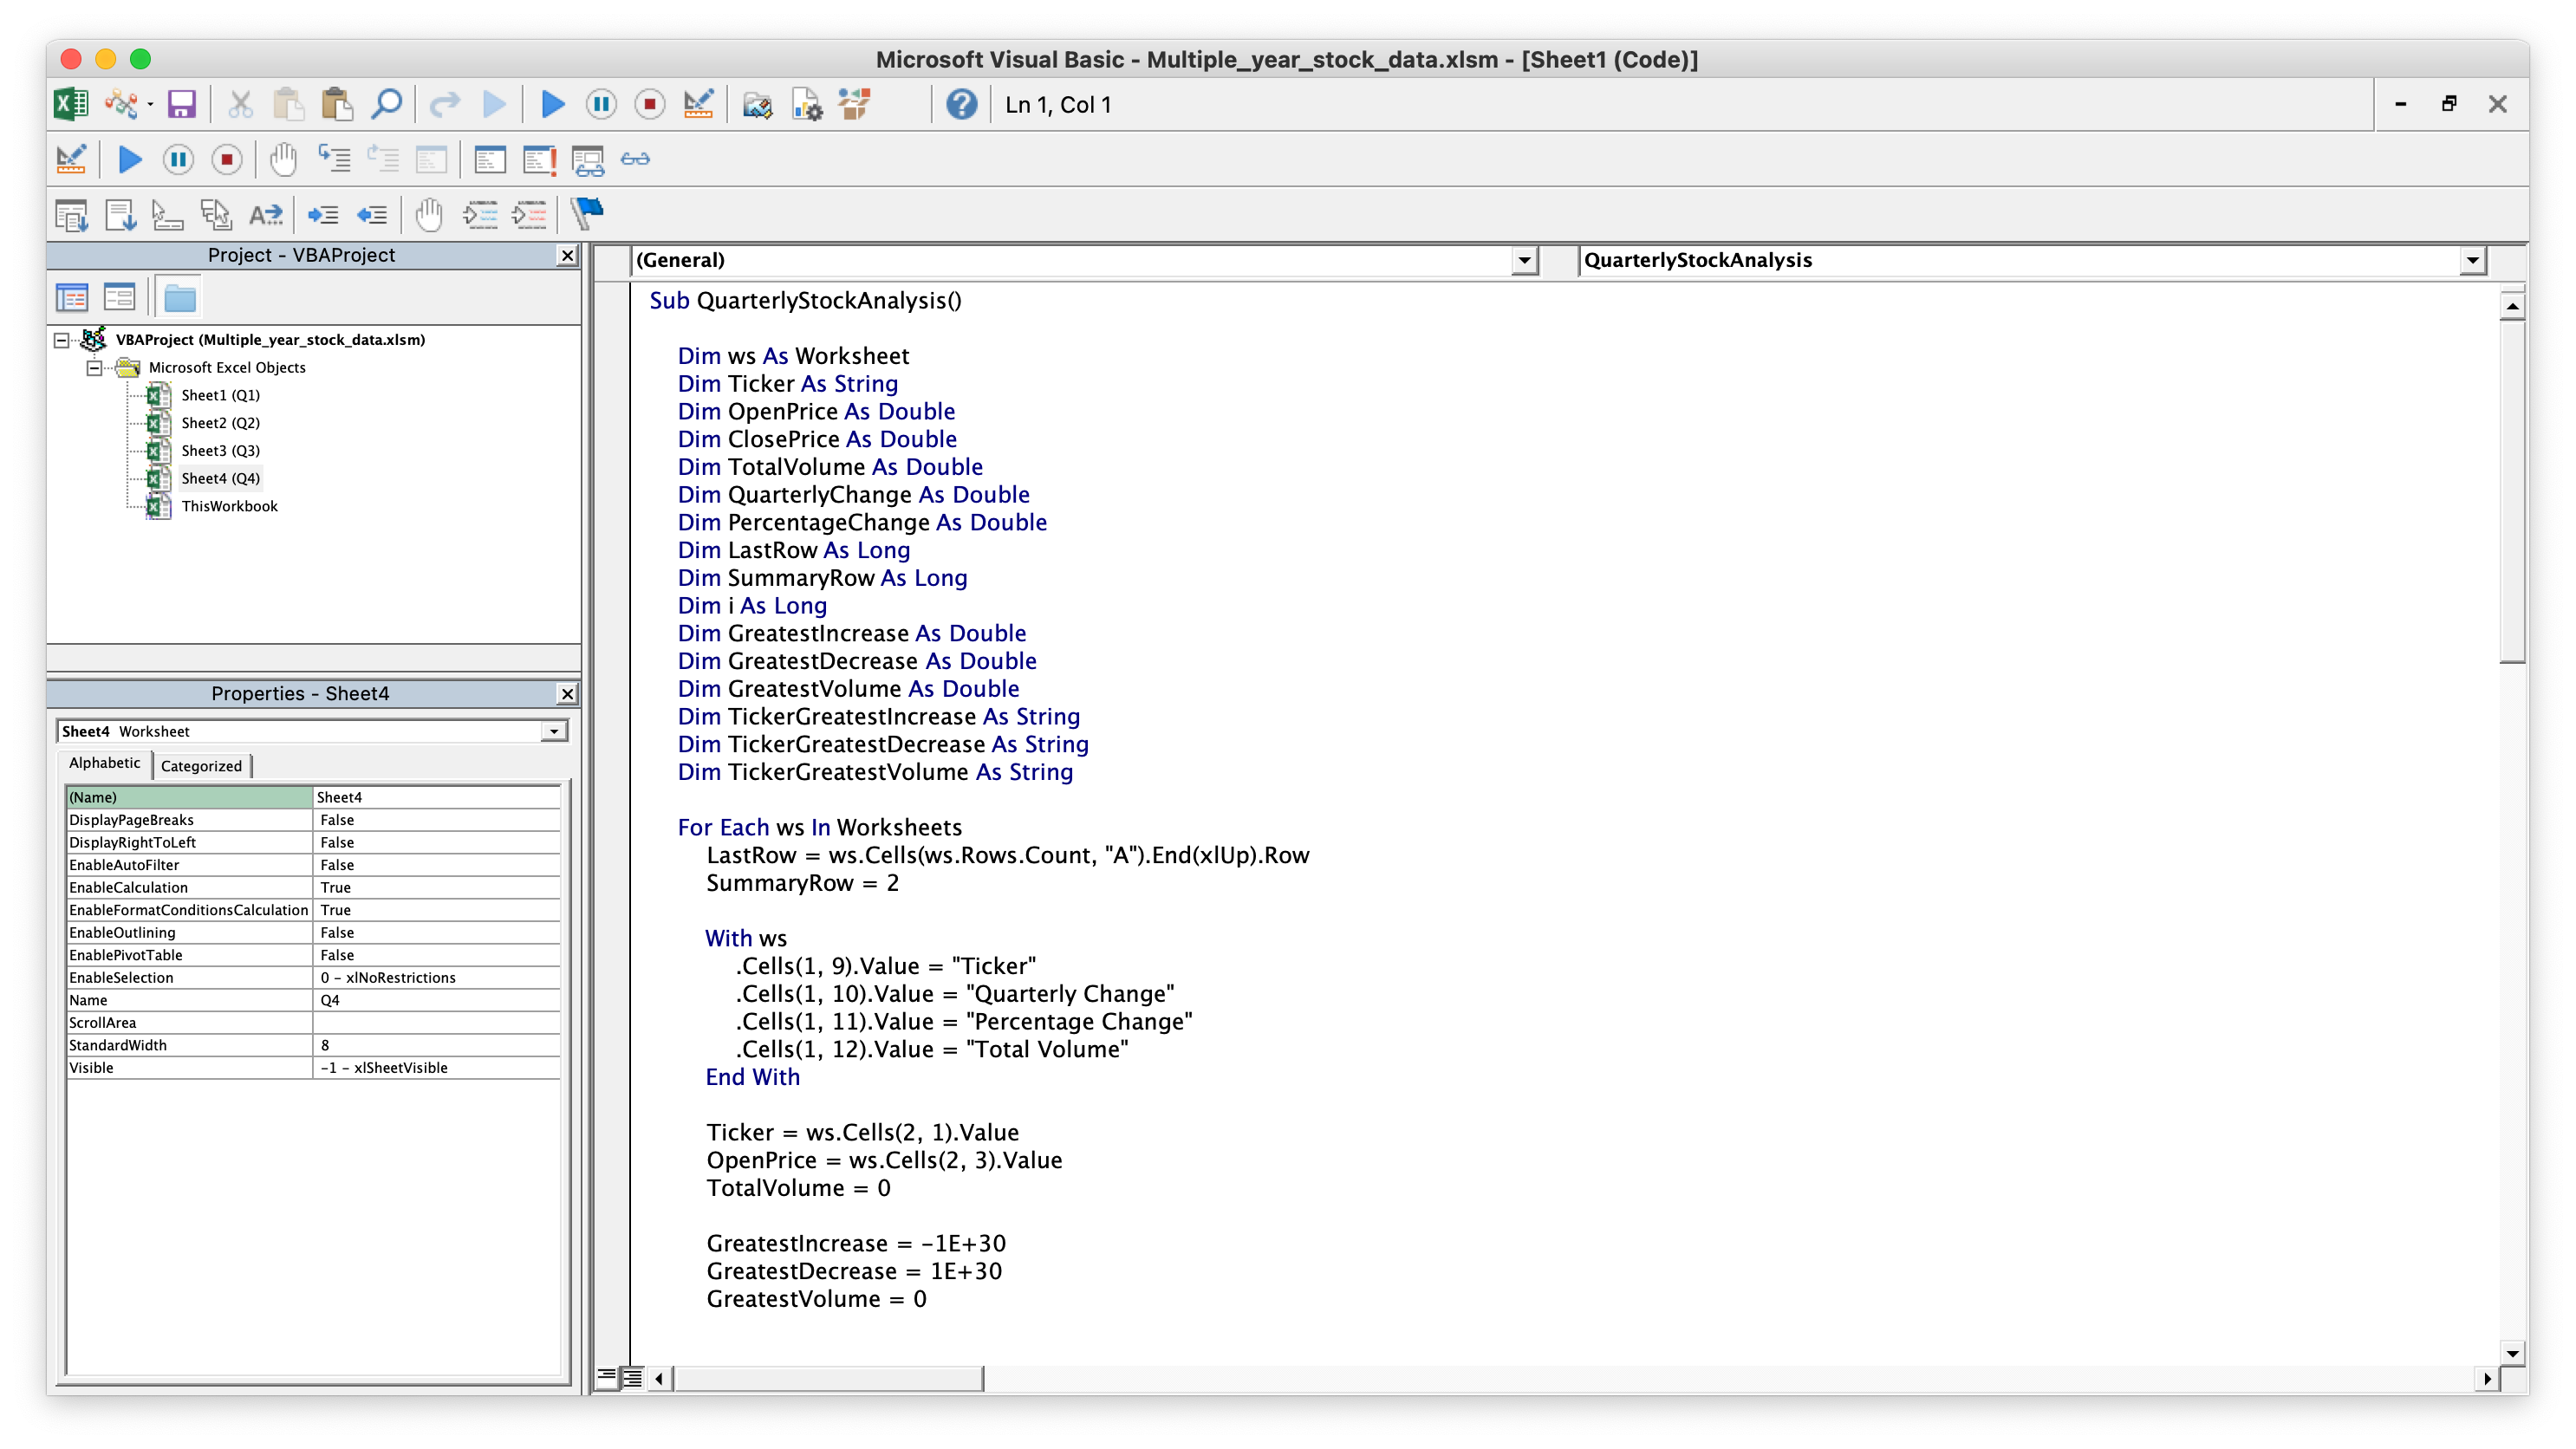 Microsoft Visual Basic - Multiple_year_stock_data.xlsm - [Sheet1 (Code)]
Ln 1, Col 1
Project - VBAProject
VBAProject (Multiple_year_stock_data.xlsm)
Microsoft Excel Objects
Sheet1 (Q1)
Sheet2 (Q2)
Sheet3 (Q3)
Sheet4 (Q4)
ThisWorkbook
Properties - Sheet4
Sheet4 Worksheet
Alphabetic Categorized
(Name) Sheet4
DisplayPageBreaks False
DisplayRightToLeft False
EnableAutoFilter False
EnableCalculation True
EnableFormatConditionsCalculation True
EnableOutlining False
EnablePivotTable False
EnableSelection 0 - xlNoRestrictions
Name Q4
ScrollArea
StandardWidth 8
Visible -1 - xlSheetVisible
(General) QuarterlyStockAnalysis
Sub QuarterlyStockAnalysis()
Dim ws As Worksheet
Dim Ticker As String
Dim OpenPrice As Double
Dim ClosePrice As Double
Dim TotalVolume As Double
Dim QuarterlyChange As Double
Dim PercentageChange As Double
Dim LastRow As Long
Dim SummaryRow As Long
Dim i As Long
Dim GreatestIncrease As Double
Dim GreatestDecrease As Double
Dim GreatestVolume As Double
Dim TickerGreatestIncrease As String
Dim TickerGreatestDecrease As String
Dim TickerGreatestVolume As String
For Each ws In Worksheets
LastRow = ws.Cells(ws.Rows.Count, "A").End(xlUp).Row
SummaryRow = 2
With ws
.Cells(1, 9).Value = "Ticker"
.Cells(1, 10).Value = "Quarterly Change"
.Cells(1, 11).Value = "Percentage Change"
.Cells(1, 12).Value = "Total Volume"
End With
Ticker = ws.Cells(2, 1).Value
OpenPrice = ws.Cells(2, 3).Value
TotalVolume = 0
GreatestIncrease = -1E+30
GreatestDecrease = 1E+30
GreatestVolume = 0